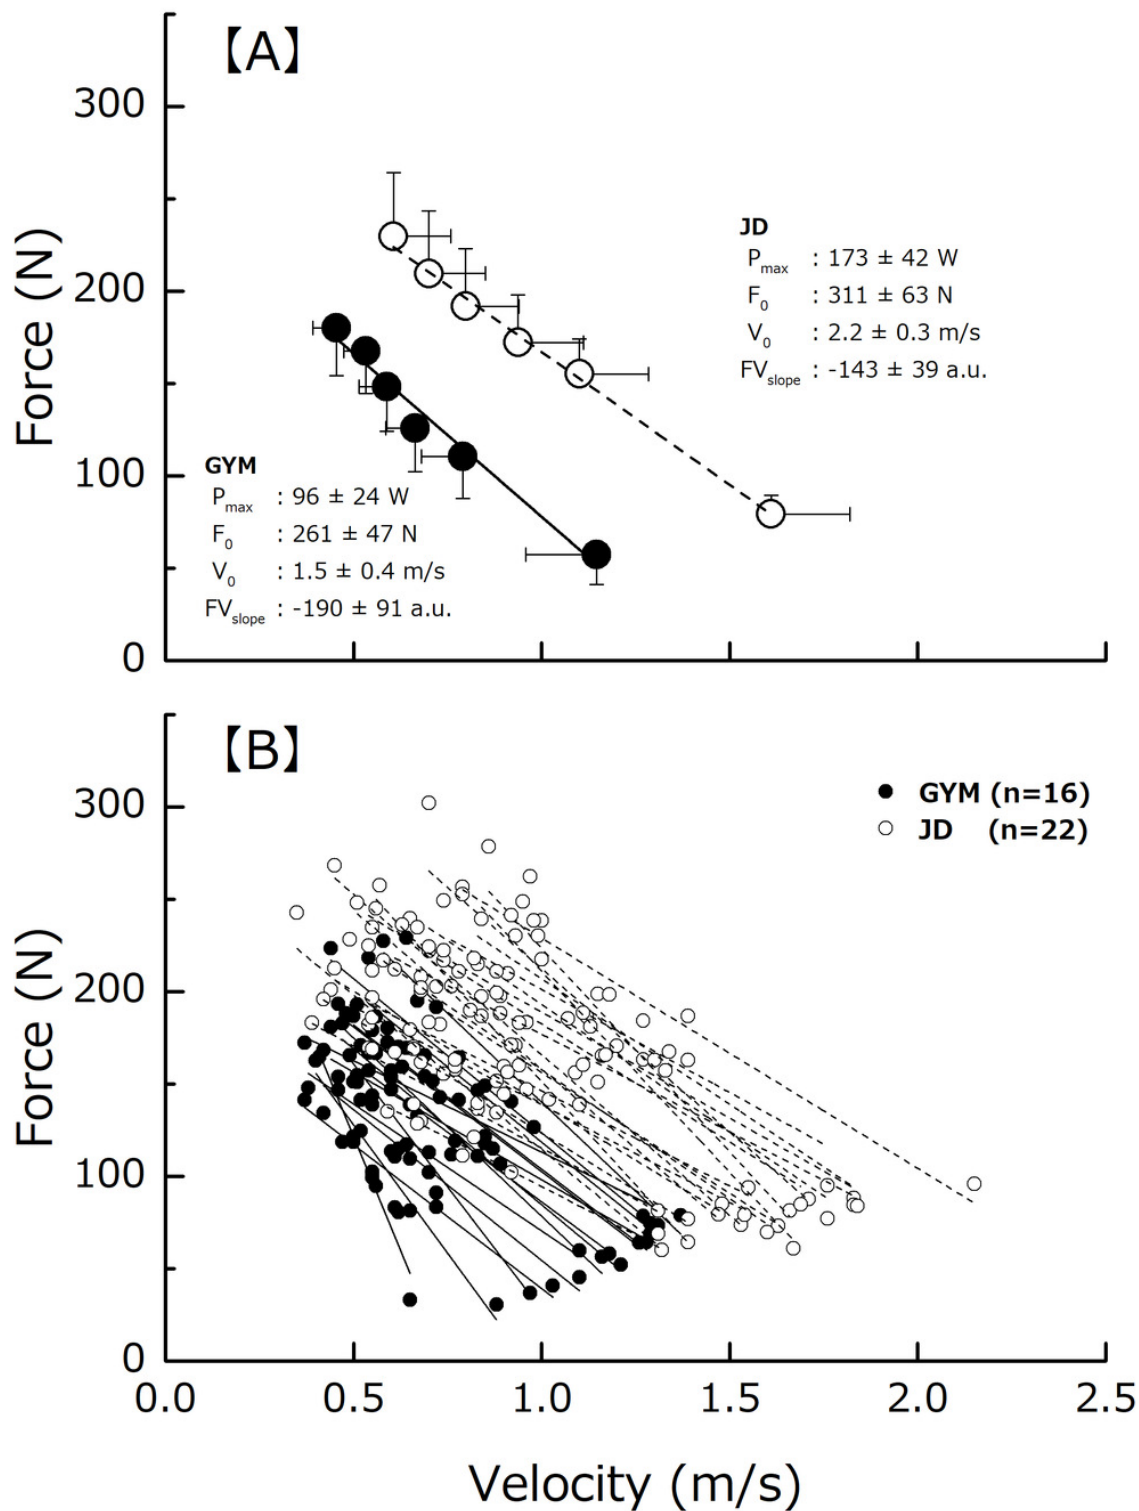 【A】
300
200
100
0
Force (N)
JD
Pmax : 173 ± 42 W
F0 : 311 ± 63 N
V0 : 2.2 ± 0.3 m/s
FVslope : -143 ± 39 a.u.
GYM
Pmax : 96 ± 24 W
F0 : 261 ± 47 N
V0 : 1.5 ± 0.4 m/s
FVslope : -190 ± 91 a.u.
【B】
GYM (n=16)
JD (n=22)
300
200
100
0
Force (N)
0.0 0.5 1.0 1.5 2.0 2.5
Velocity (m/s)